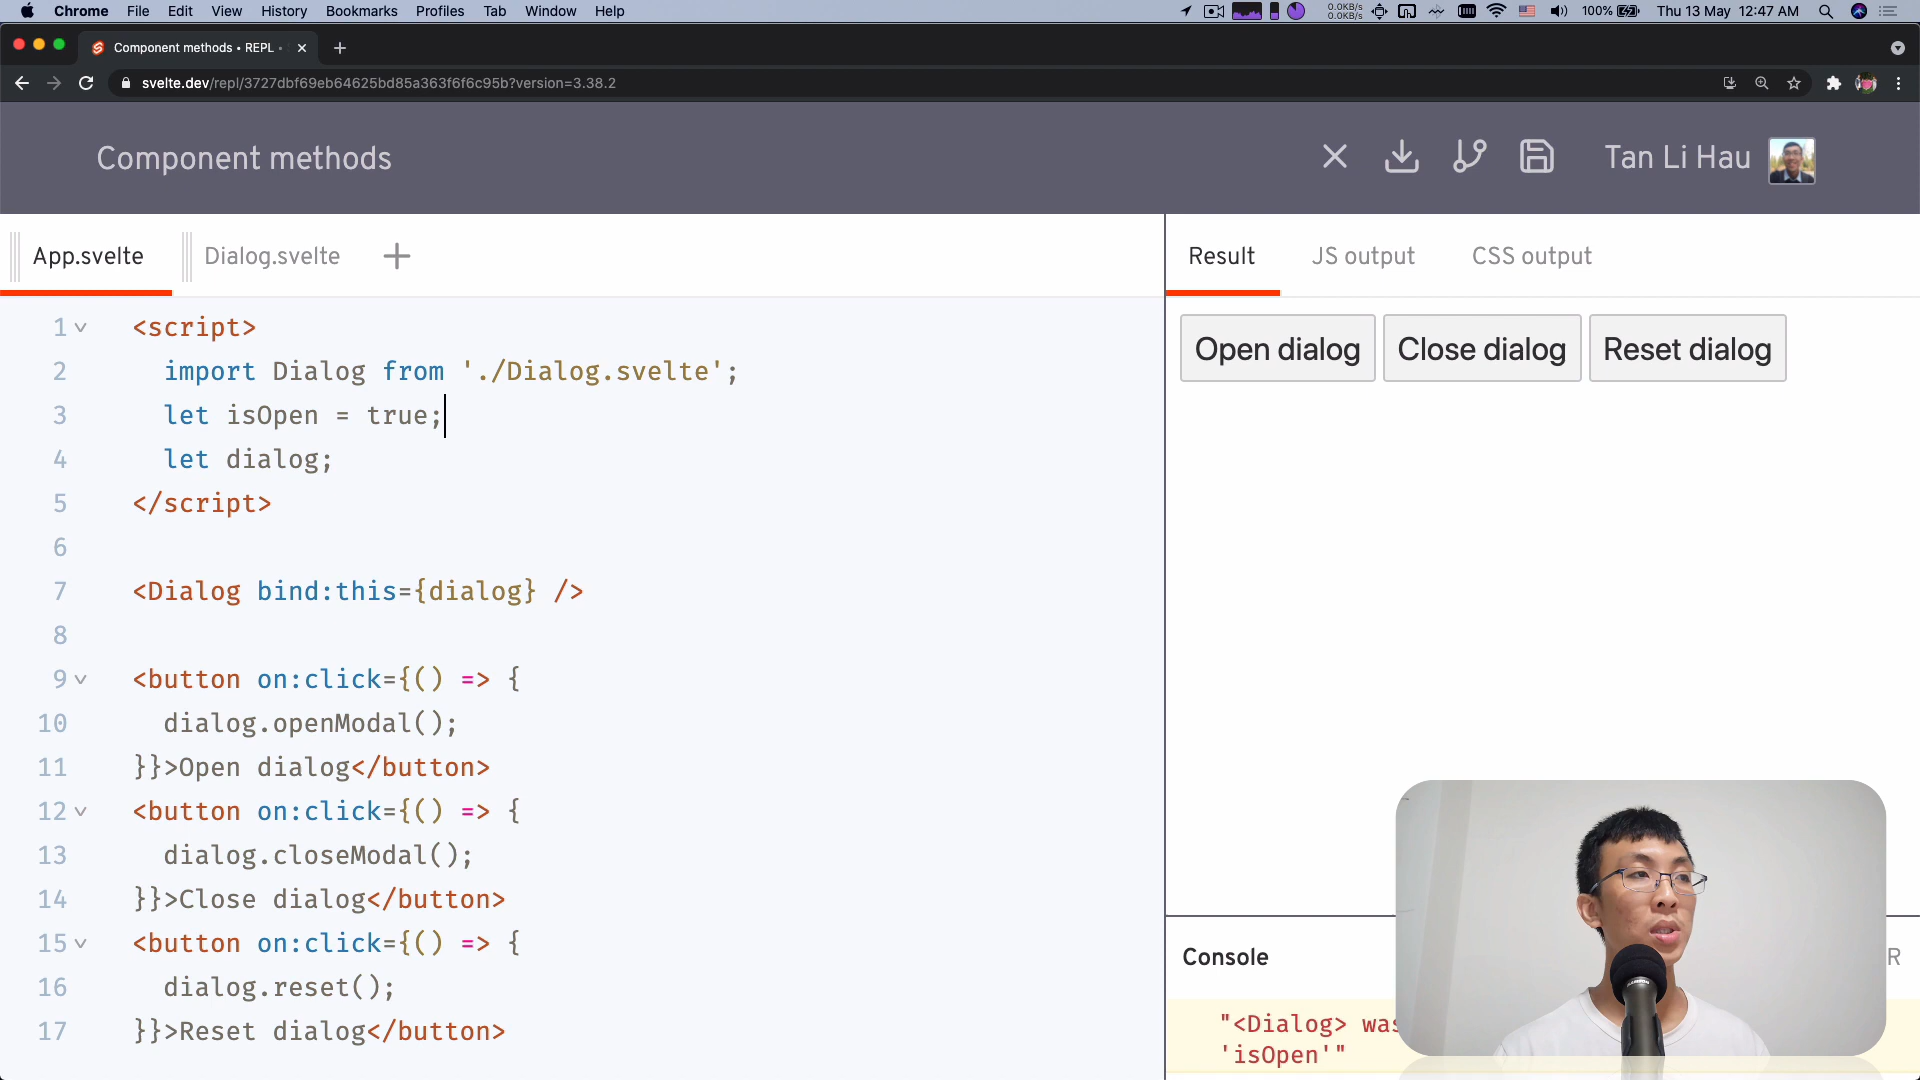 Chrome File Edit View History Bookmarks Profiles Tab Window Help
0.0KB/s
0.0KB/s
100%
Thu 13 May 12:47 AM
Component methods • REPL •
svelte.dev/repl/3727dbf69eb64625bd85a363f6f6c95b?version=3.38.2
Component methods
Tan Li Hau
App.svelte
Dialog.svelte
Result
JS output
CSS output
1 <script>
2 import Dialog from './Dialog.svelte';
3 let isOpen = true;
4 let dialog;
5 </script>
6
7 <Dialog bind:this={dialog} />
8
9 <button on:click={() => {
10 dialog.openModal();
11 }}>Open dialog</button>
12 <button on:click={() => {
13 dialog.closeModal();
14 }}>Close dialog</button>
15 <button on:click={() => {
16 dialog.reset();
17 }}>Reset dialog</button>
Open dialog
Close dialog
Reset dialog
Console
R
"<Dialog> was
'isOpen'"